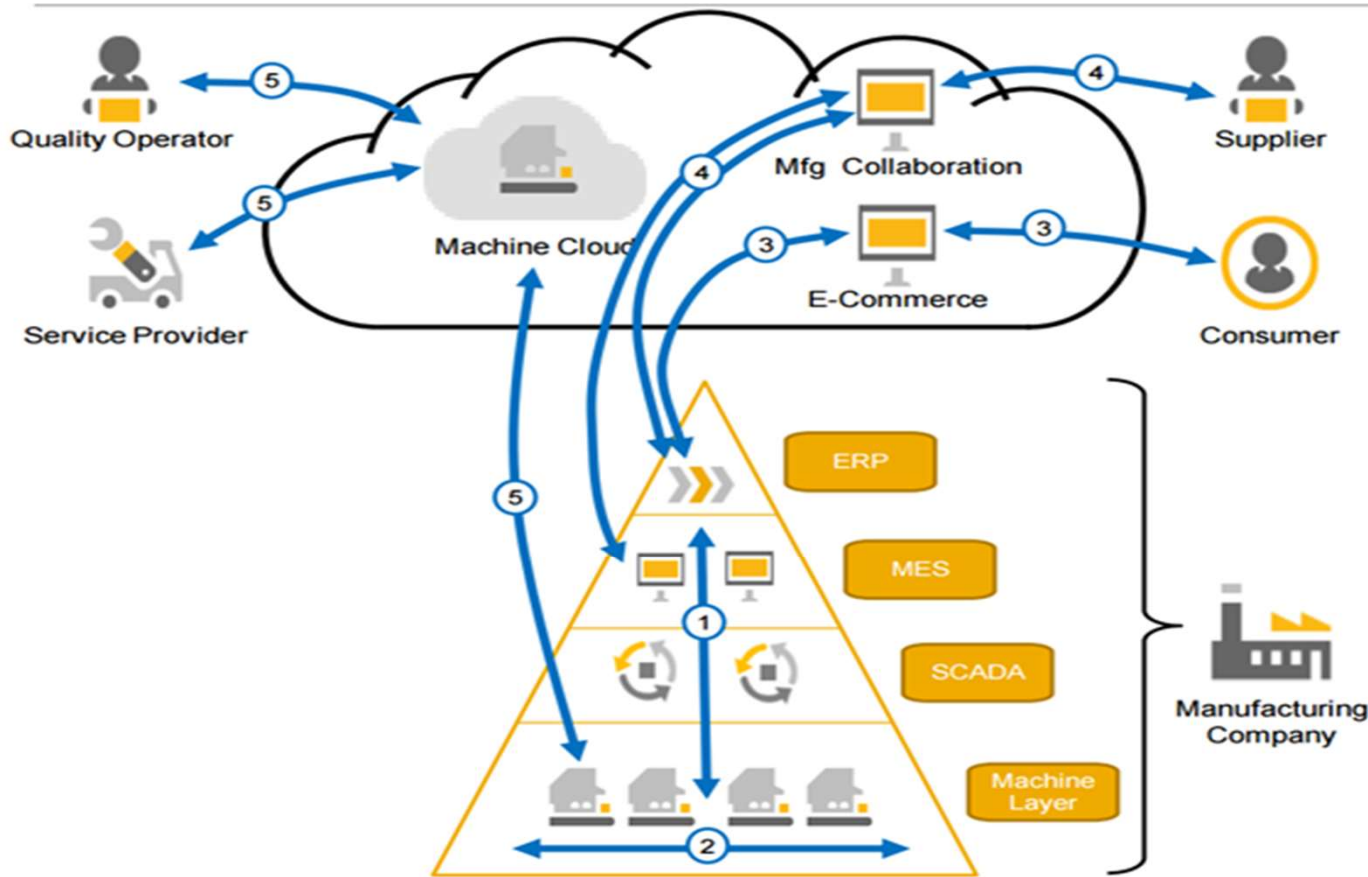 5
4
Quality Operator
Supplier
4
Mfg Collaboration
5
Machine Cloud
3
3
Service Provider
E-Commerce
Consumer
ERP
5
MES
1
SCADA
Manufacturing
Company
Machine
Layer
2